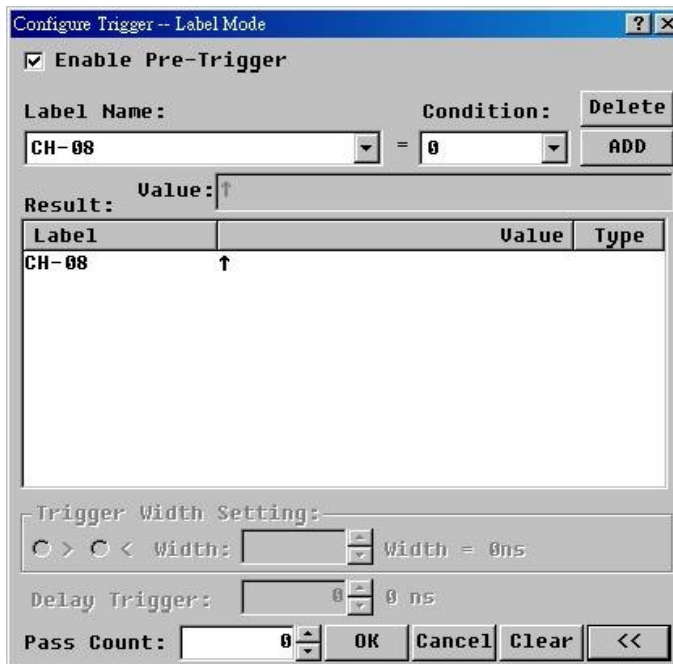 Configure Trigger -- Label Mode
Enable Pre-Trigger
Label Name: Condition: Delete
CH-08 = 0 ADD
Result: Value: ↑
Label Value Type
CH-08 ↑
Trigger Width Setting:
> < Width: Width = 0ns
Delay Trigger: 0 0 ns
Pass Count: 0 OK Cancel Clear <<